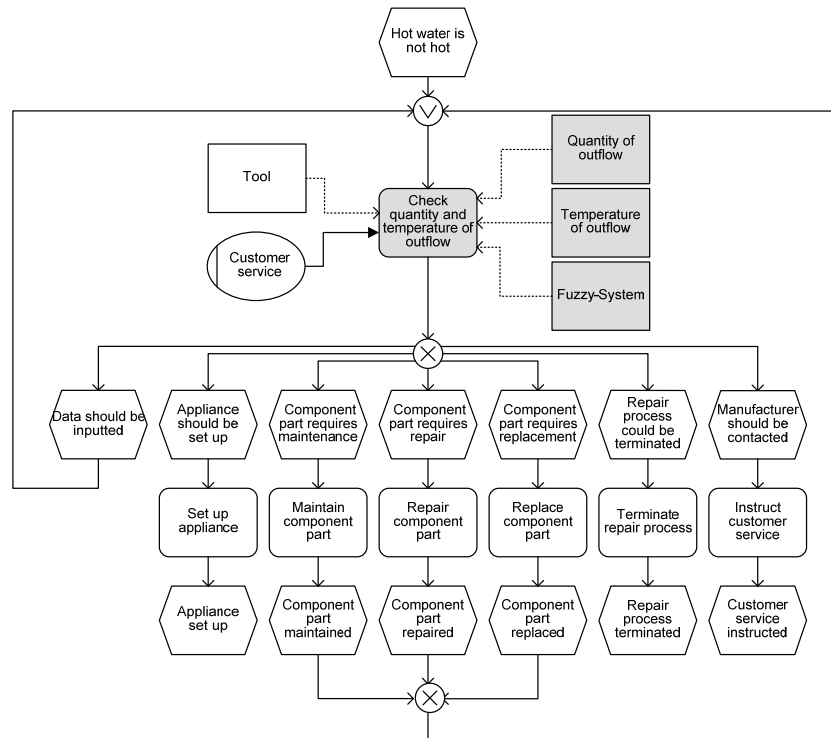 Hot water is
not hot
Tool
Customer
service
Check
quantity and
temperature of
outflow
Quantity of
outflow
Temperature
of outflow
Fuzzy-System
Data should be
inputted
Appliance
should be
set up
Component
part requires
maintenance
Component
part requires
repair
Component
part requires
replacement
Repair
process
could be
terminated
Manufacturer
should be
contacted
Set up
appliance
Maintain
component
part
Repair
component
part
Replace
component
part
Terminate
repair process
Instruct
customer
service
Appliance
set up
Component
part
maintained
Component
part
repaired
Component
part
replaced
Repair
process
terminated
Customer
service
instructed